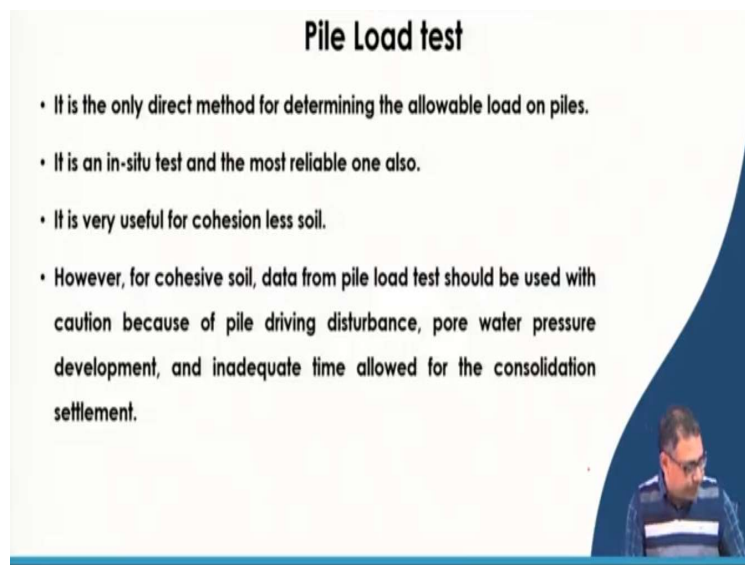 Pile Load test
• It is the only direct method for determining the allowable load on piles.
• It is an in-situ test and the most reliable one also.
• It is very useful for cohesion less soil.
• However, for cohesive soil, data from pile load test should be used with
caution because of pile driving disturbance, pore water pressure
development, and inadequate time allowed for the consolidation
settlement.